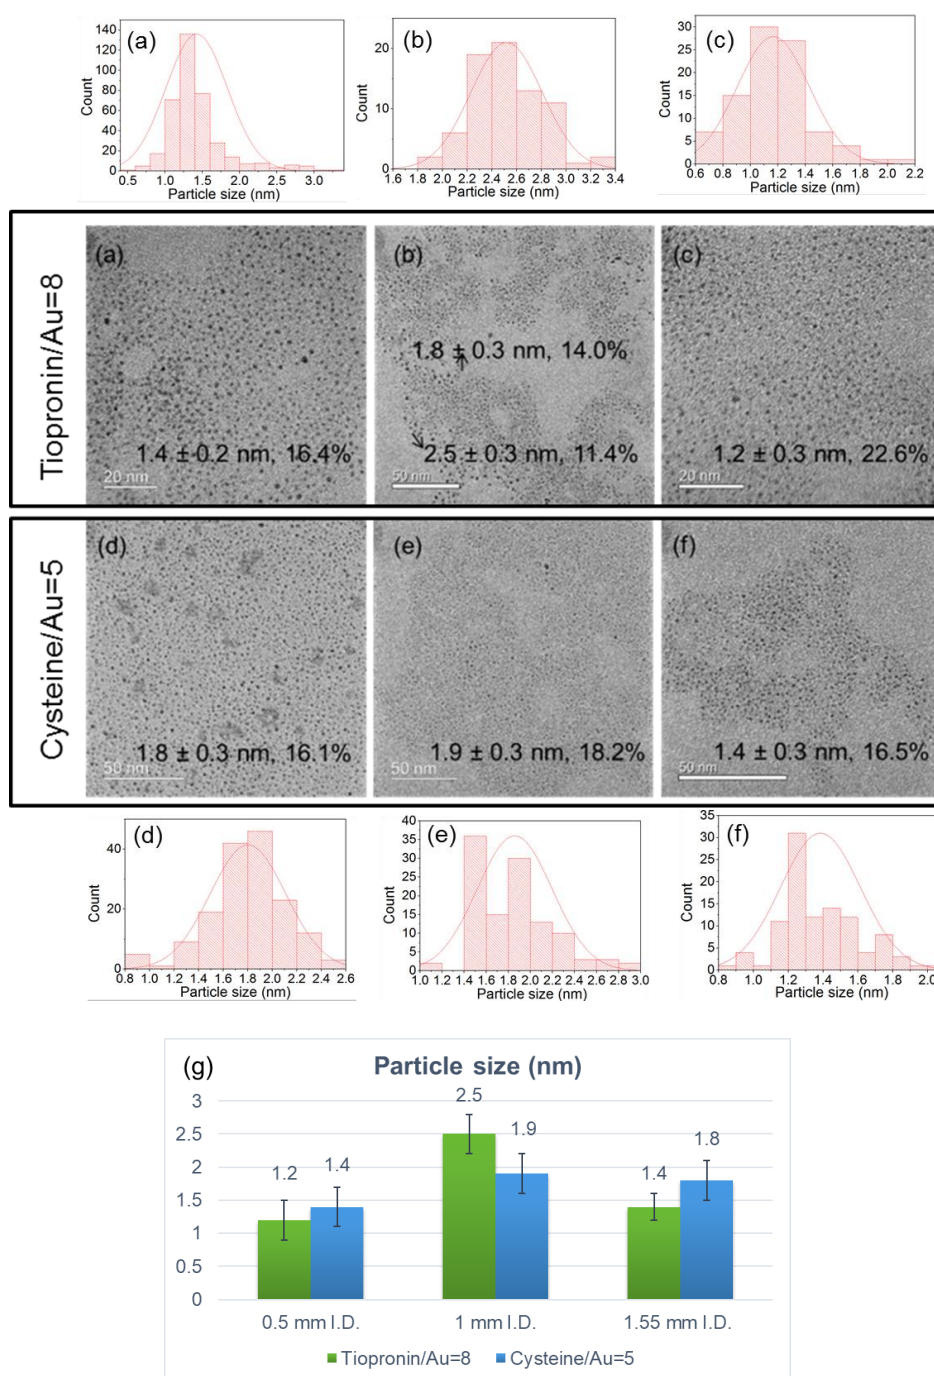 (a)
Count
140
120
100
80
60
40
20
0
0.5 1.0 1.5 2.0 2.5 3.0
Particle size (nm)
(b)
Count
20
10
0
1.6 1.8 2.0 2.2 2.4 2.6 2.8 3.0 3.2 3.4
Particle size (nm)
(c)
Count
30
25
20
15
10
5
0
0.6 0.8 1.0 1.2 1.4 1.6 1.8 2.0 2.2
Particle size (nm)
Tiopronin/Au=8
(a)
1.4 ± 0.2 nm, 16.4%
20 nm
(b)
1.8 ± 0.3 nm, 14.0%
2.5 ± 0.3 nm, 11.4%
50 nm
(c)
1.2 ± 0.3 nm, 22.6%
20 nm
Cysteine/Au=5
(d)
1.8 ± 0.3 nm, 16.1%
50 nm
(e)
1.9 ± 0.3 nm, 18.2%
50 nm
(f)
1.4 ± 0.3 nm, 16.5%
50 nm
(d)
Count
40
20
0
0.8 1.0 1.2 1.4 1.6 1.8 2.0 2.2 2.4 2.6
Particle size (nm)
(e)
Count
40
35
30
25
20
15
10
5
0
1.0 1.2 1.4 1.6 1.8 2.0 2.2 2.4 2.6 2.8 3.0
Particle size (nm)
(f)
Count
35
30
25
20
15
10
5
0
0.8 1.0 1.2 1.4 1.6 1.8 2.0
Particle size (nm)
(g)
Particle size (nm)
3
2.5
2
1.5
1
0.5
0
1.2 1.4
2.5 1.9
1.4 1.8
0.5 mm I.D. 1 mm I.D. 1.55 mm I.D.
Tiopronin/Au=8 Cysteine/Au=5